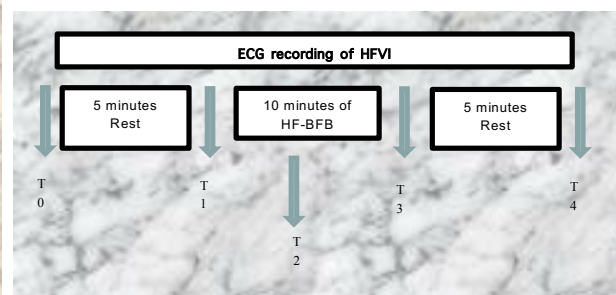 ECG recording of HFVI
5 minutes
Rest
10 minutes of
HF-BFB
5 minutes
Rest
T
0
T
1
T
2
T
3
T
4